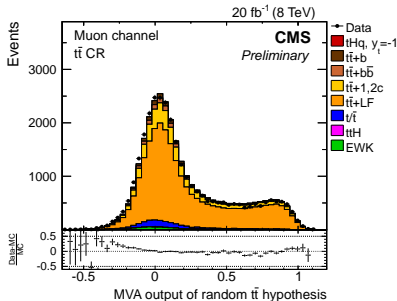 20 fb⁻¹ (8 TeV)
Muon channel
tt̄ CR
CMS
Preliminary
Events
3000
2000
1000
Data
tHq, y_t=-1
tt̄+b
tt̄+bb̄
tt̄+1,2c
tt̄+LF
t/t̄
ttH
EWK
Data-MC
MC
0.5
0
-0.5
-0.5 0 0.5 1
MVA output of random tt̄ hypothesis